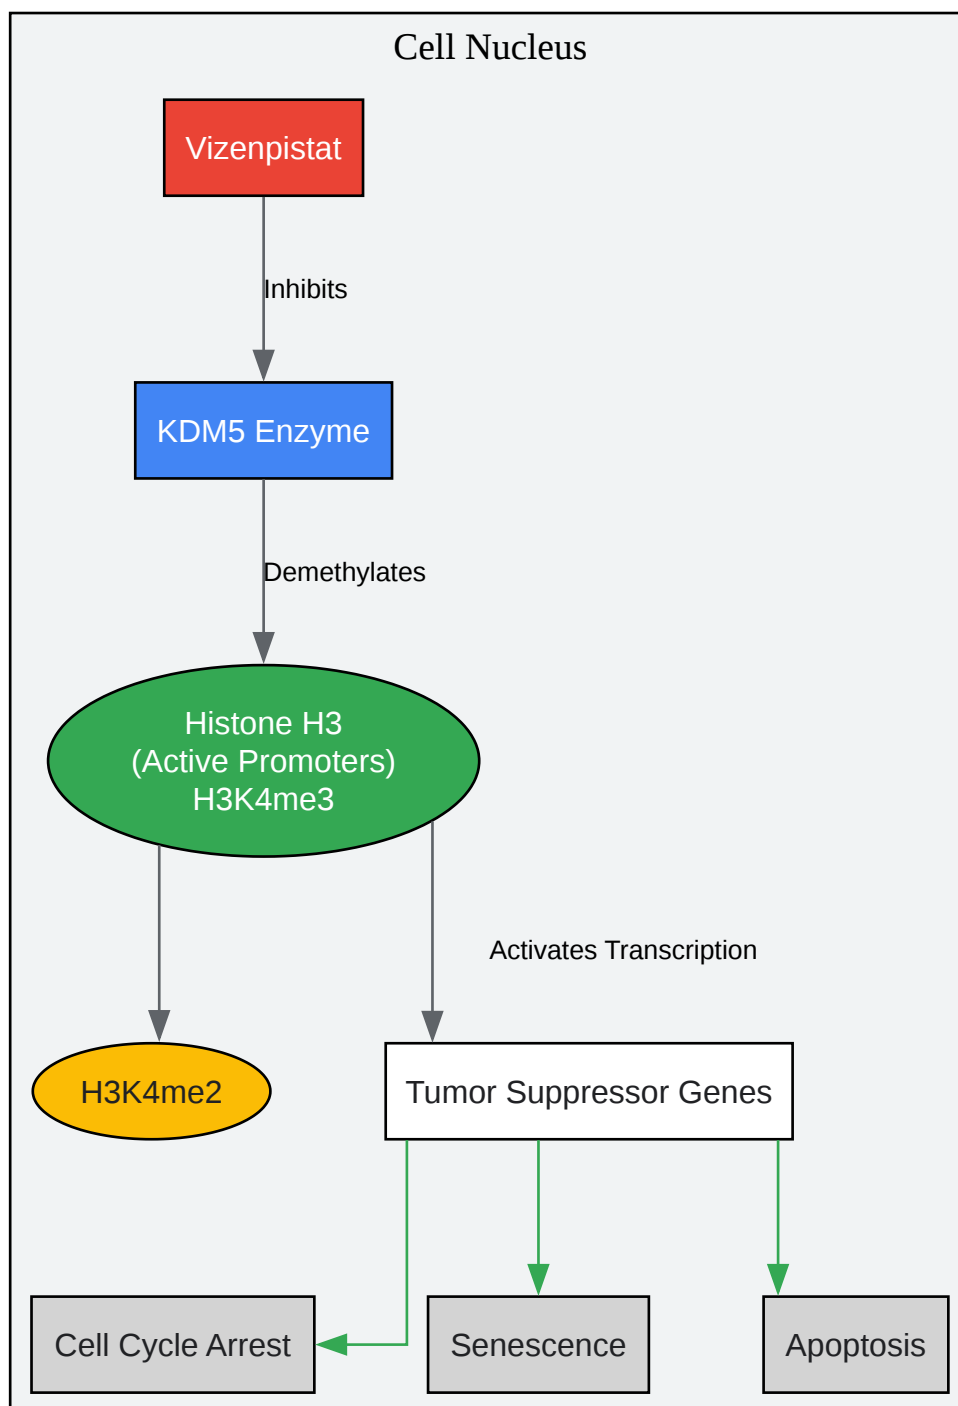 Cell Nucleus
Vizenpistat
Inhibits
KDM5 Enzyme
Demethylates
Histone H3
(Active Promoters)
H3K4me3
Activates Transcription
H3K4me2
Tumor Suppressor Genes
Cell Cycle Arrest
Senescence
Apoptosis